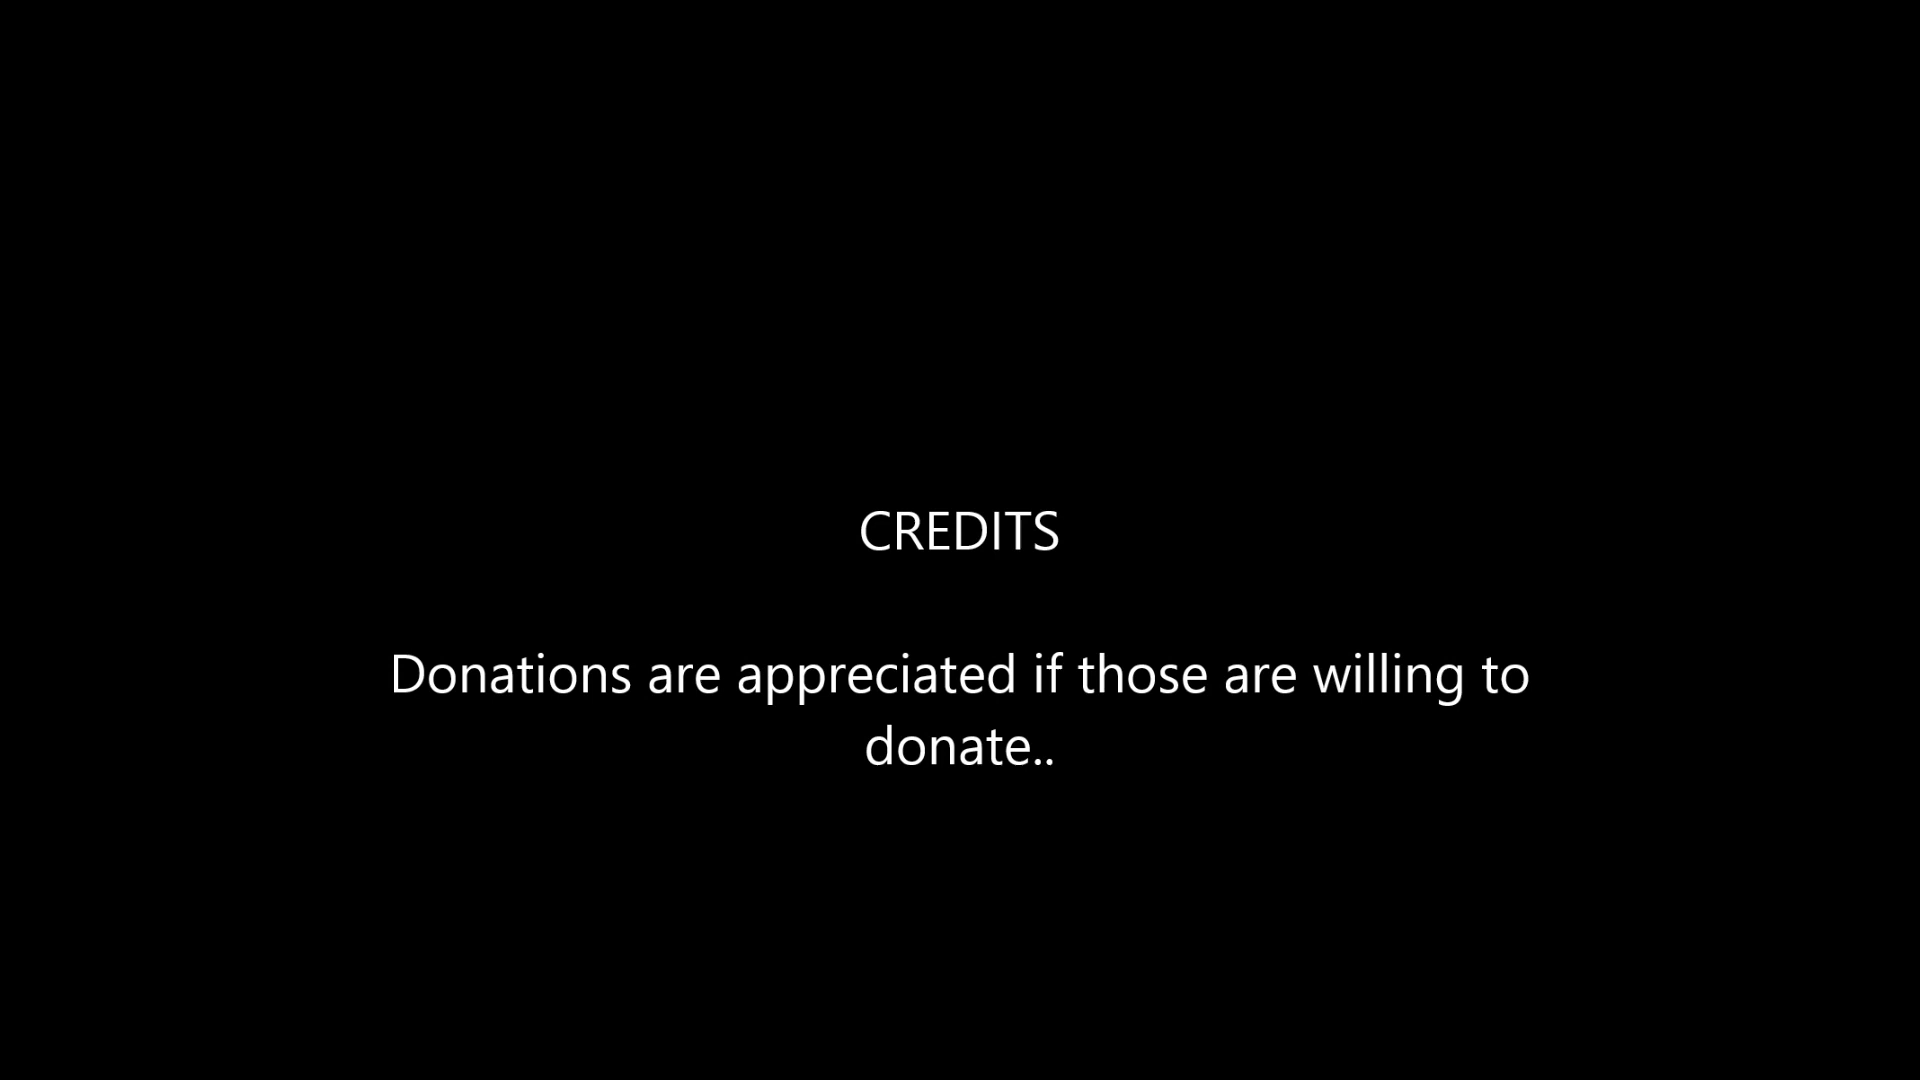 CREDITS
Donations are appreciated if those are willing to
donate..